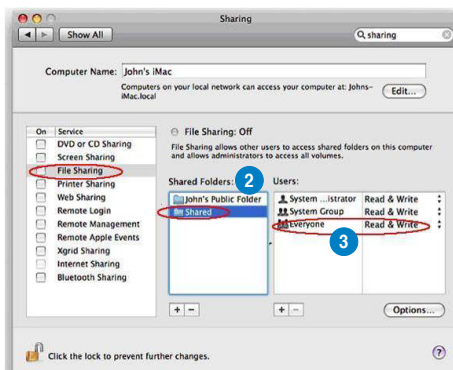 Sharing
Show All
sharing
Computer Name: John's iMac
Computers on your local network can access your computer at: Johns-
iMac.local
Edit...
On Service
DVD or CD Sharing
Screen Sharing
File Sharing
Printer Sharing
Web Sharing
Remote Login
Remote Management
Remote Apple Events
Xgrid Sharing
Internet Sharing
Bluetooth Sharing
File Sharing: Off
File Sharing allows other users to access shared folders on this computer
and allows administrators to access all volumes.
Shared Folders: 2 Users:
John's Public Folder
Shared
System ...istrator Read & Write
System Group Read & Write
Everyone Read & Write
3
+ -
+ -
Options...
Click the lock to prevent further changes.
?